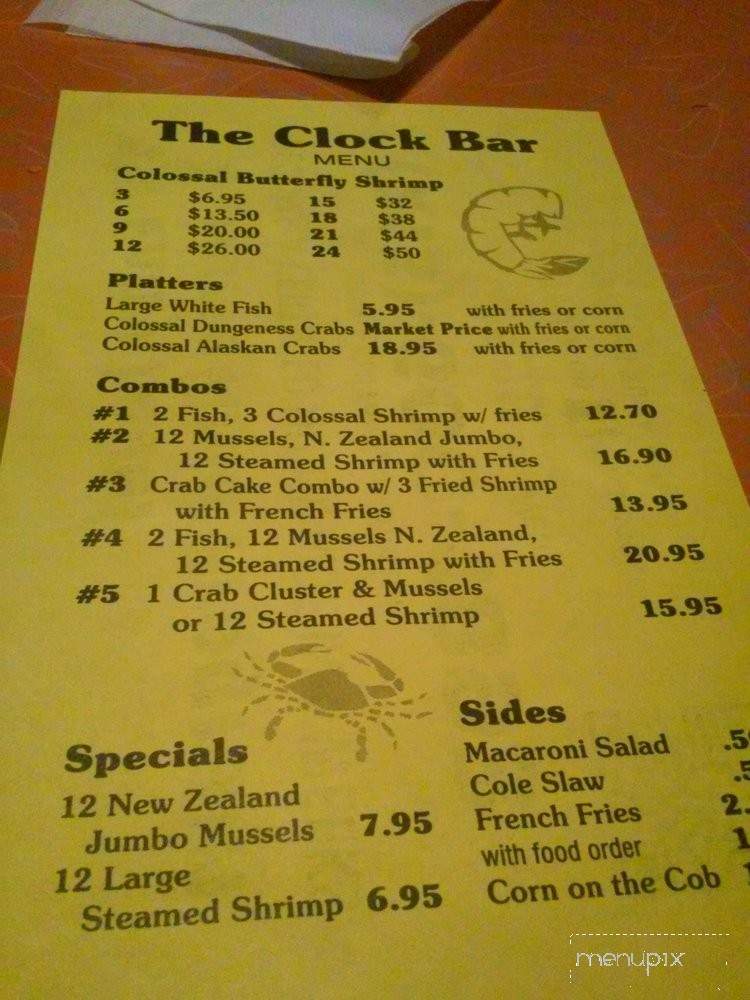 The Clock Bar
MENU
Colossal Butterfly Shrimp
3 $6.95 15 $32
6 $13.50 18 $38
9 $20.00 21 $44
12 $26.00 24 $50
Platters
Large White Fish 5.95 with fries or corn
Colossal Dungeness Crabs Market Price with fries or corn
Colossal Alaskan Crabs 18.95 with fries or corn
Combos
#1 2 Fish, 3 Colossal Shrimp w/ fries 12.70
#2 12 Mussels, N. Zealand Jumbo,
12 Steamed Shrimp with Fries 16.90
#3 Crab Cake Combo w/ 3 Fried Shrimp
with French Fries 13.95
#4 2 Fish, 12 Mussels N. Zealand,
12 Steamed Shrimp with Fries 20.95
#5 1 Crab Cluster & Mussels
or 12 Steamed Shrimp 15.95
Specials
12 New Zealand
Jumbo Mussels 7.95
12 Large
Steamed Shrimp 6.95
Sides
Macaroni Salad
Cole Slaw
French Fries
with food order
Corn on the Cob
menupix